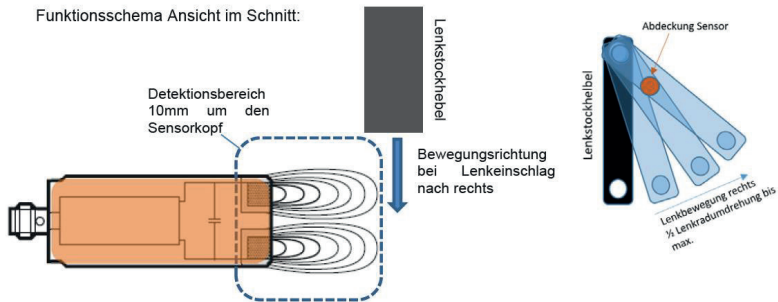 Funktionsschema Ansicht im Schnitt:
Lenkstockhebel
Detektionsbereich
10mm um den
Sensorkopf
Bewegungsrichtung
bei Lenkeinschlag
nach rechts
Abdeckung Sensor
Lenkstockhelbel
Lenkbewegung rechts
½ Lenkradumdrehung bis
max.